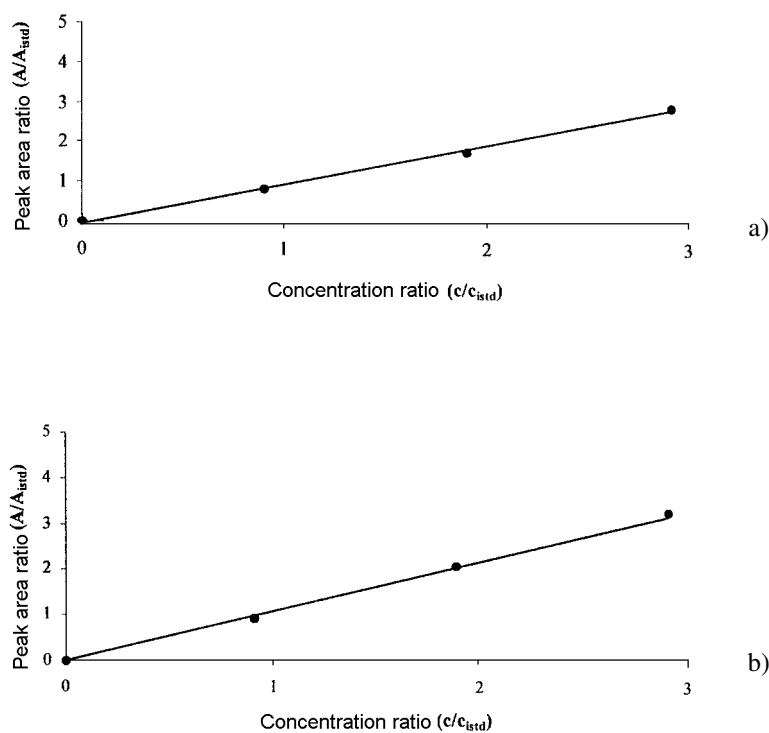 Peak area ratio (A/A_istd)
5
4
3
2
1
0
0 1 2 3
Concentration ratio (c/c_istd)
a)
Peak area ratio (A/A_istd)
5
4
3
2
1
0
0 1 2 3
Concentration ratio (c/c_istd)
b)